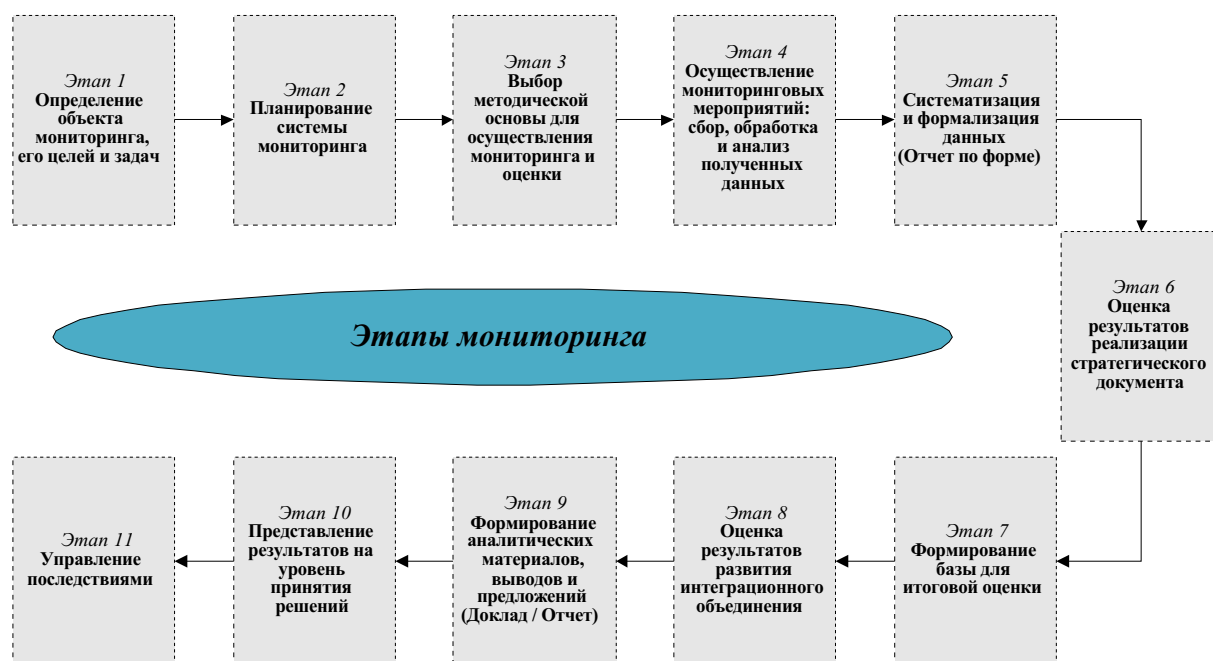 Этап 1
Определение
объекта
мониторинга,
его целей и задач
Этап 2
Планирование
системы
мониторинга
Этап 3
Выбор
методической
основы для
осуществления
мониторинга и
оценки
Этап 4
Осуществление
мониторинговых
мероприятий:
сбор, обработка
и анализ
полученных
данных
Этап 5
Систематизация
и формализация
данных
(Отчет по форме)
Этап 6
Оценка
результатов
реализации
стратегического
документа
Этапы мониторинга
Этап 7
Формирование
базы для
итоговой оценки
Этап 8
Оценка
результатов
развития
интеграционного
объединения
Этап 9
Формирование
аналитических
материалов,
выводов и
предложений
(Доклад / Отчет)
Этап 10
Представление
результатов на
уровень
принятия
решений
Этап 11
Управление
последствиями